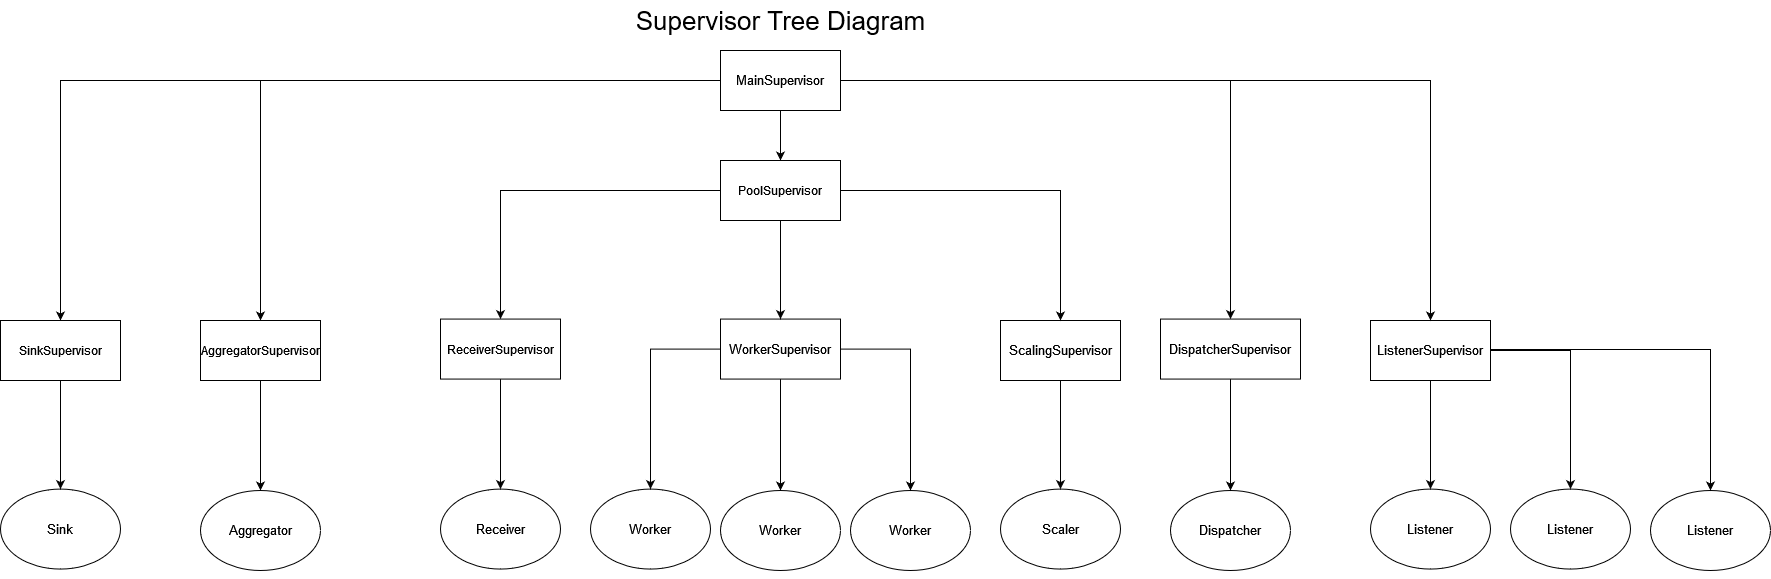 Supervisor Tree Diagram
MainSupervisor
PoolSupervisor
SinkSupervisor
AggregatorSupervisor
ReceiverSupervisor
WorkerSupervisor
ScalingSupervisor
DispatcherSupervisor
ListenerSupervisor
Sink
Aggregator
Receiver
Worker
Worker
Worker
Scaler
Dispatcher
Listener
Listener
Listener